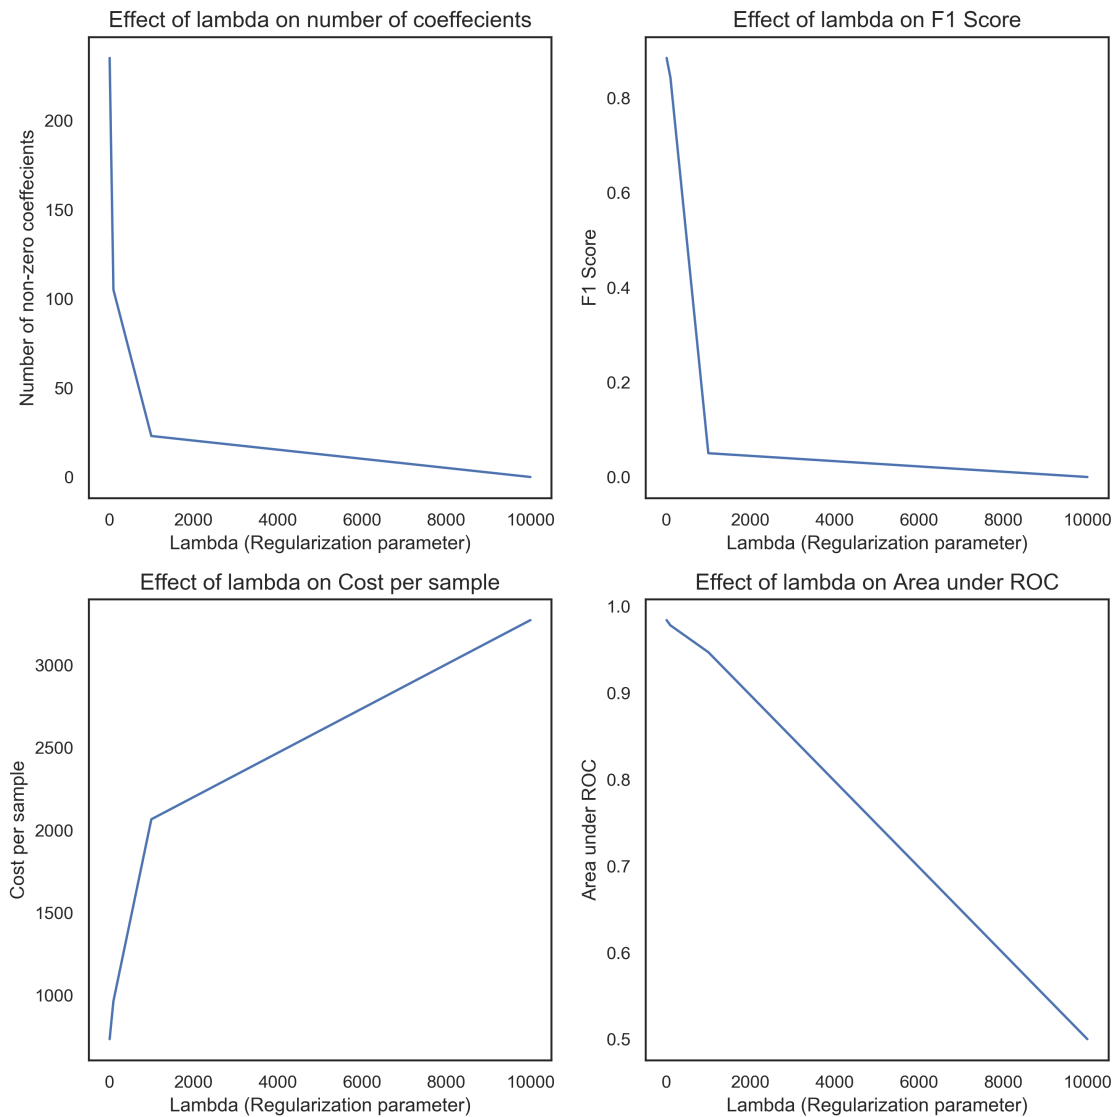 Effect of lambda on number of coeffecients
Number of non-zero coeffecients
200
150
100
50
0
0 2000 4000 6000 8000 10000
Lambda (Regularization parameter)
Effect of lambda on F1 Score
F1 Score
0.8
0.6
0.4
0.2
0.0
0 2000 4000 6000 8000 10000
Lambda (Regularization parameter)
Effect of lambda on Cost per sample
Cost per sample
3000
2500
2000
1500
1000
0 2000 4000 6000 8000 10000
Lambda (Regularization parameter)
Effect of lambda on Area under ROC
Area under ROC
1.0
0.9
0.8
0.7
0.6
0.5
0 2000 4000 6000 8000 10000
Lambda (Regularization parameter)